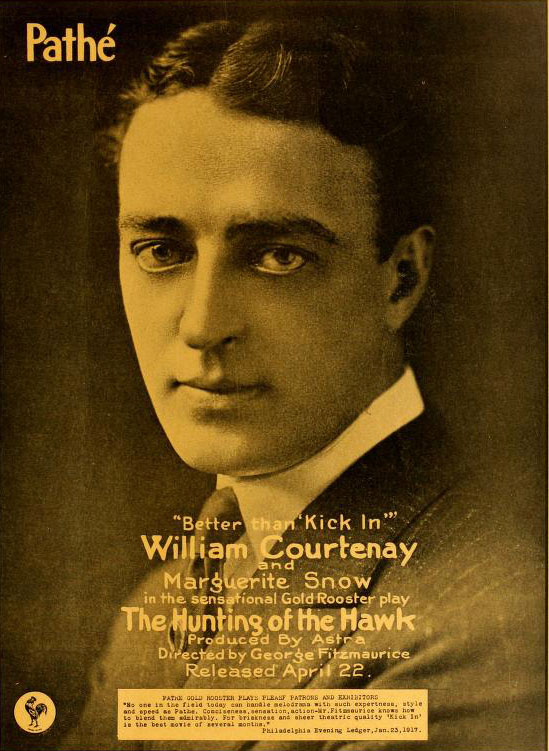 Pathé
"Better than 'Kick In'"
William Courtenay
and
Marguerite Snow
in the sensational Gold Rooster play
The Hunting of the Hawk
Produced By Astra
Directed by George Fitzmaurice
Released April 22.
PATHE GOLD ROOSTER PLAYS PLEASE PATRONS AND EXHIBITORS
"No one in the field today can handle melodrama with such expertness, style
and speed as Pathe. Conciseness, sensation, action-Mr. Fitzmaurice knows how
to blend them admirably. For briskness and sheer theatric quality 'Kick In'
is the best movie of several months."
Philadelphia Evening Ledger, Jan. 23, 1917.